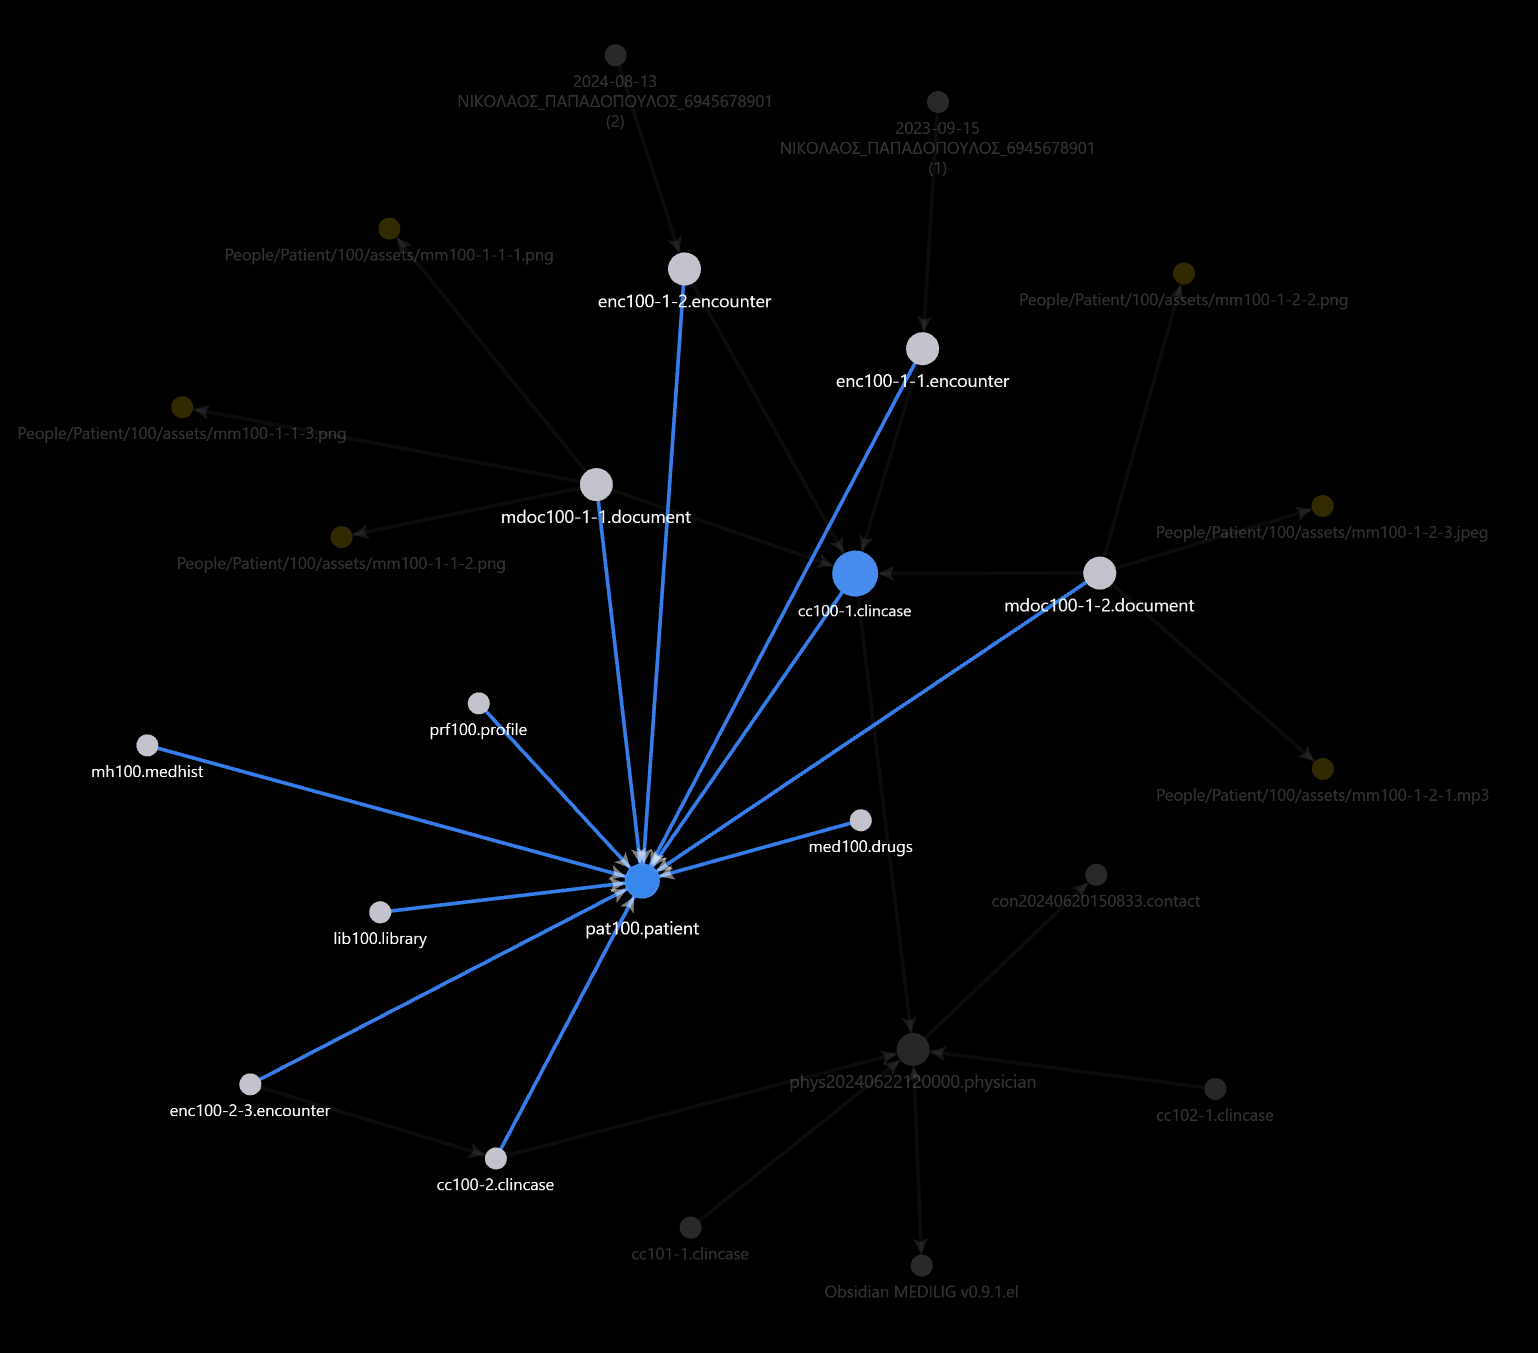 2024-08-13
ΝΙΚΟΛΑΟΣ_ΠΑΠΑΔΟΠΟΥΛΟΣ_6945678901
(2)
2023-09-15
ΝΙΚΟΛΑΟΣ_ΠΑΠΑΔΟΠΟΥΛΟΣ_6945678901
(1)
People/Patient/100/assets/mm100-1-1-1.png
enc100-1-2.encounter
People/Patient/100/assets/mm100-1-2-2.png
enc100-1-1.encounter
People/Patient/100/assets/mm100-1-1-3.png
mdoc100-1-1.document
People/Patient/100/assets/mm100-1-2-3.jpeg
People/Patient/100/assets/mm100-1-1-2.png
cc100-1.clincase
mdoc100-1-2.document
prf100.profile
mh100.medhist
People/Patient/100/assets/mm100-1-2-1.mp3
med100.drugs
con20240620150833.contact
pat100.patient
lib100.library
phys20240622120000.physician
enc100-2-3.encounter
cc102-1.clincase
cc100-2.clincase
cc101-1.clincase
Obsidian MEDILIG v0.9.1.el